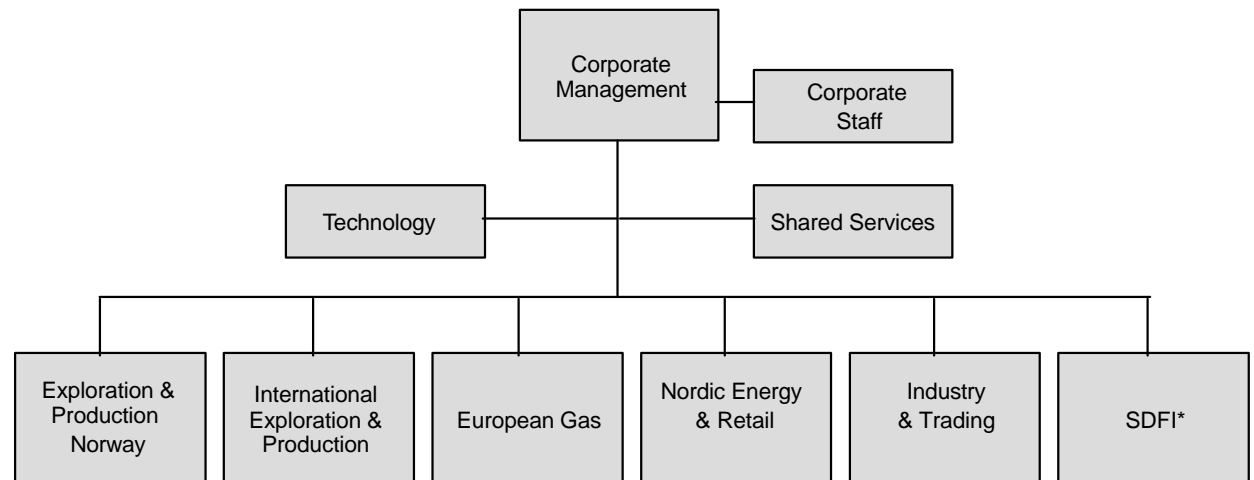 Corporate
Management
Corporate
Staff
Technology
Shared Services
Exploration &
Production
Norway
International
Exploration &
Production
European Gas
Nordic Energy
& Retail
Industry
& Trading
SDFI*